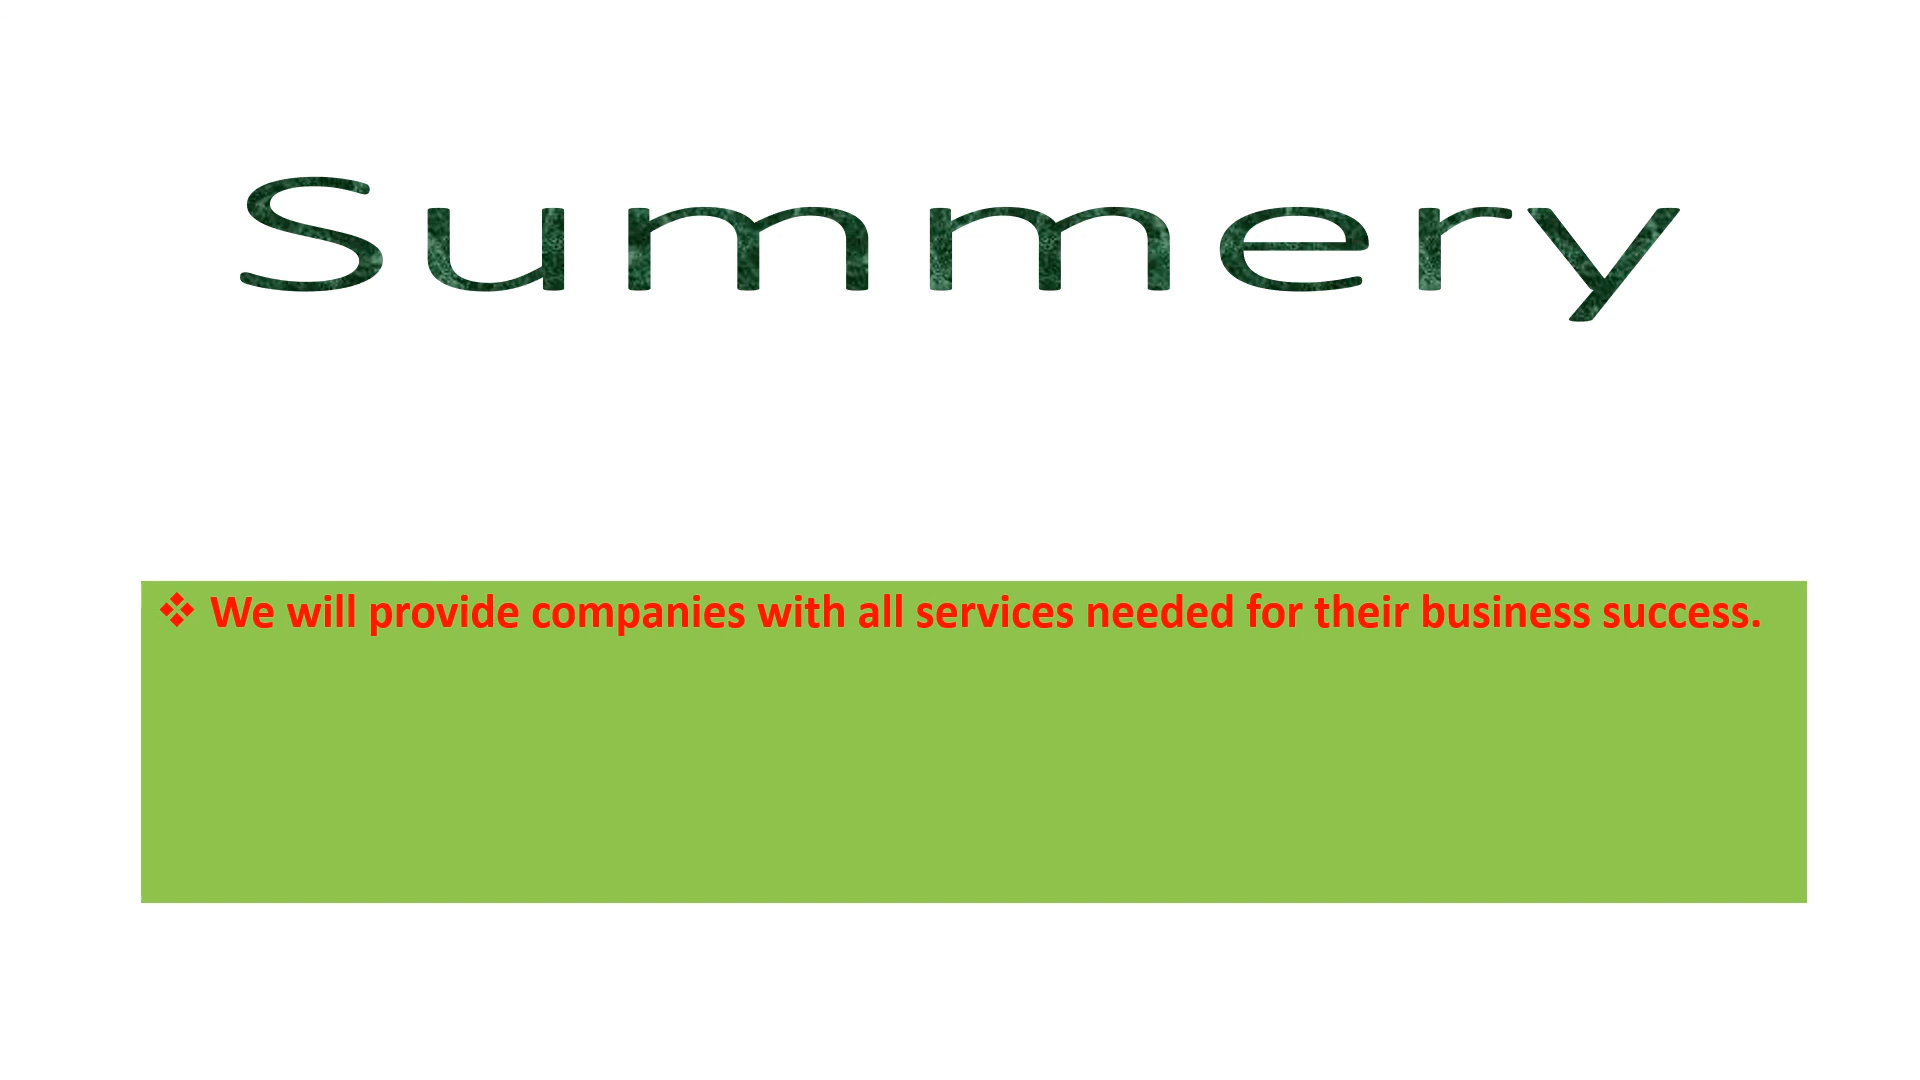 Summery
❖ We will provide companies with all services needed for their business success.